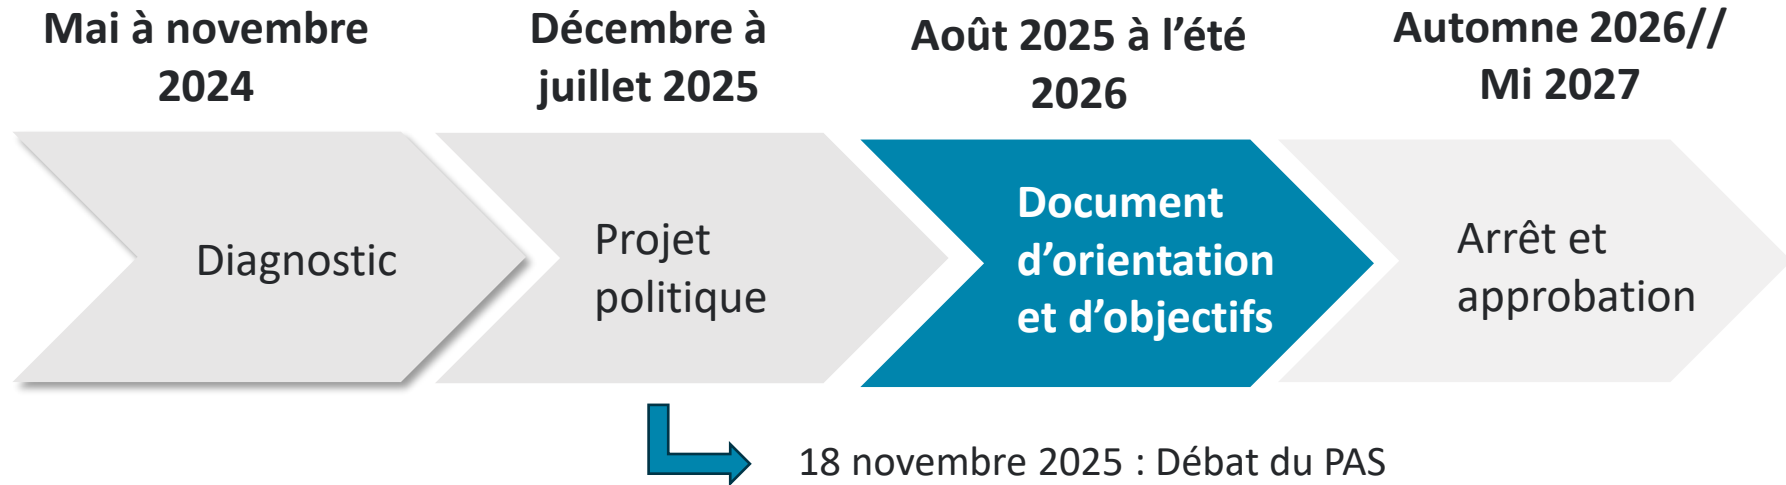 Mai à novembre
2024
Décembre à
juillet 2025
Août 2025 à l’été
2026
Automne 2026//
Mi 2027
Diagnostic
Projet
politique
Document
d’orientation
et d’objectifs
Arrêt et
approbation
18 novembre 2025 : Débat du PAS